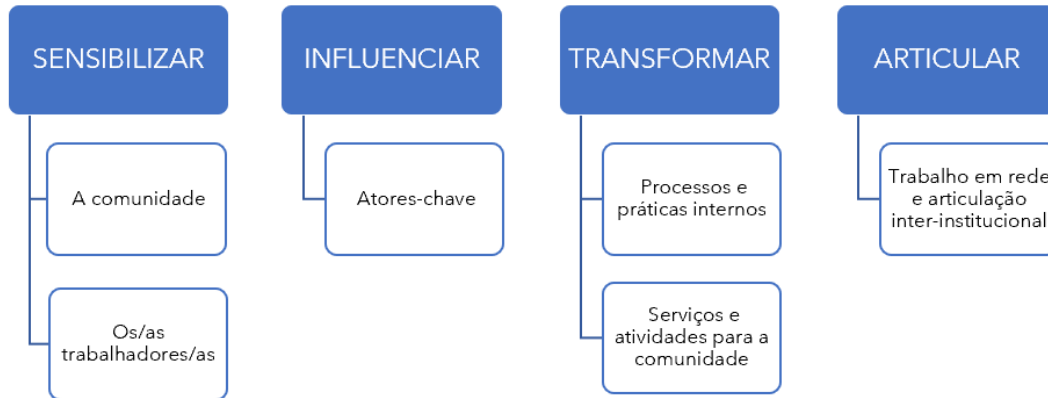 SENSIBILIZAR
A comunidade
Os/as
trabalhadores/as
INFLUENCIAR
Atores-chave
TRANSFORMAR
Processos e
práticas internos
Serviços e
atividades para a
comunidade
ARTICULAR
Trabalho em rede
e articulação
inter-institucional